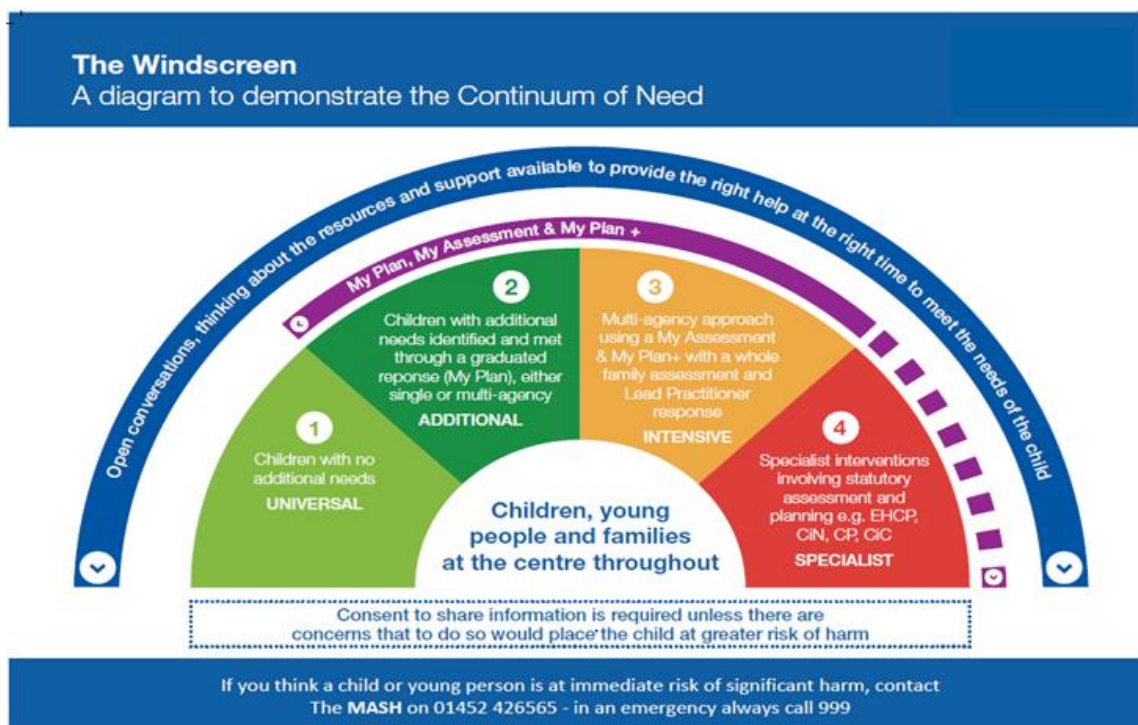 The Windscreen
A diagram to demonstrate the Continuum of Need
Open conversations, thinking about the resources and support available to provide the right help at the right time to meet the needs of the child
My Plan, My Assessment & My Plan +
1
Children with no
additional needs
UNIVERSAL
2
Children with additional
needs identified and met
through a graduated
reponse (My Plan), either
single or multi-agency
ADDITIONAL
3
Multi-agency approach
using a My Assessment
& My Plan+ with a whole
family assessment and
Lead Practitioner
response
INTENSIVE
4
Specialist interventions
involving statutory
assessment and
planning e.g. EHCP,
CiN, CP, CiC
SPECIALIST
Children, young
people and families
at the centre throughout
Consent to share information is required unless there are
concerns that to do so would place the child at greater risk of harm
If you think a child or young person is at immediate risk of significant harm, contact
The MASH on 01452 426565 - in an emergency always call 999